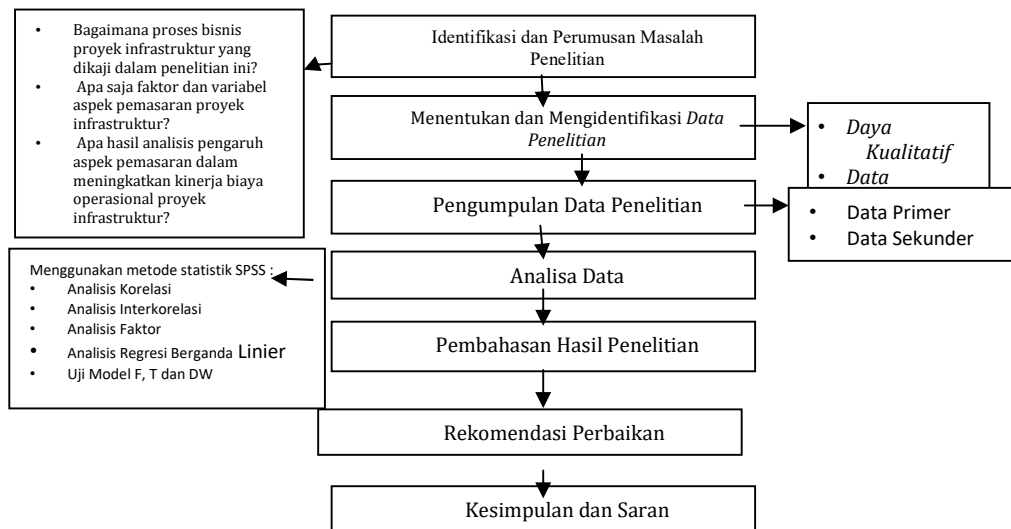 • Bagaimana proses bisnis
proyek infrastruktur yang
dikaji dalam penelitian ini?
• Apa saja faktor dan variabel
aspek pemasaran proyek
infrastruktur?
• Apa hasil analisis pengaruh
aspek pemasaran dalam
meningkatkan kinerja biaya
operasional proyek
infrastruktur?
Identifikasi dan Perumusan Masalah
Penelitian
Menentukan dan Mengidentifikasi Data
Penelitian
• Daya
Kualitatif
• Data
Pengumpulan Data Penelitian
• Data Primer
• Data Sekunder
Menggunakan metode statistik SPSS :
• Analisis Korelasi
• Analisis Interkorelasi
• Analisis Faktor
• Analisis Regresi Berganda Linier
• Uji Model F, T dan DW
Analisa Data
Pembahasan Hasil Penelitian
Rekomendasi Perbaikan
Kesimpulan dan Saran